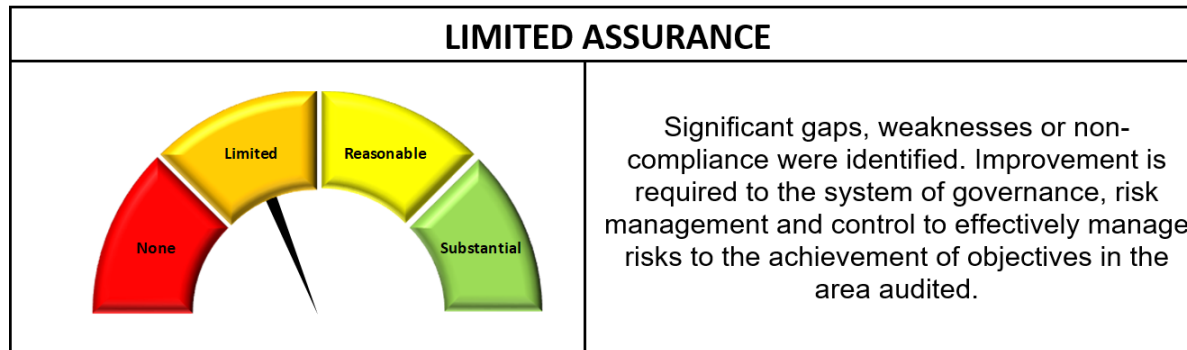 LIMITED ASSURANCE
Limited
Reasonable
None
Substantial
Significant gaps, weaknesses or non-
compliance were identified. Improvement is
required to the system of governance, risk
management and control to effectively manage
risks to the achievement of objectives in the
area audited.